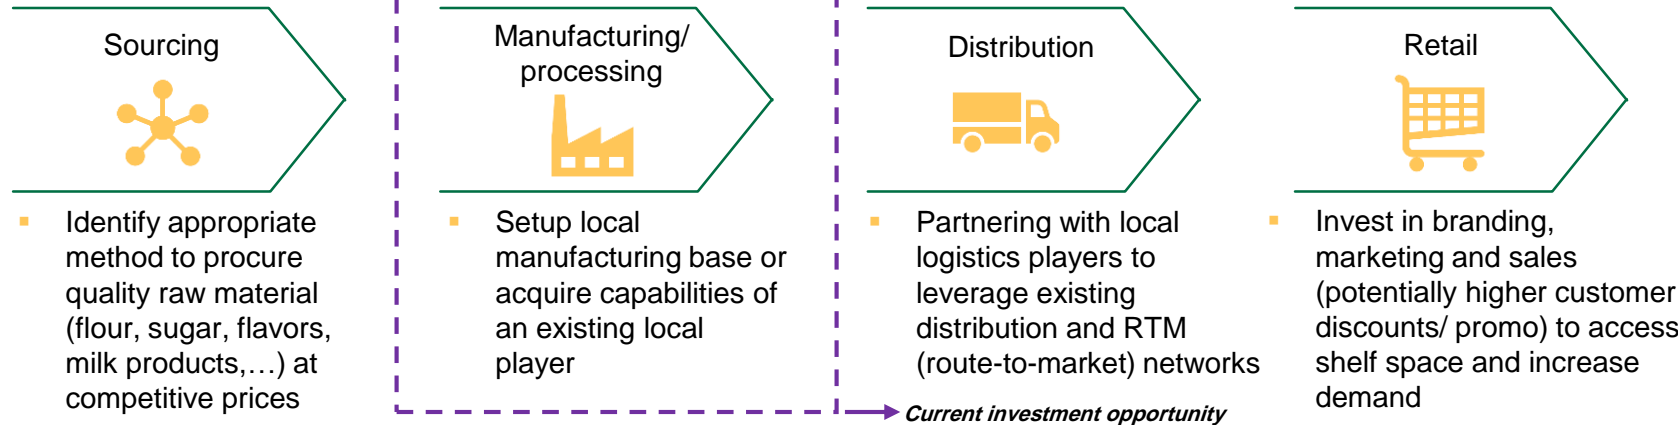 Sourcing
▪ Identify appropriate
method to procure
quality raw material
(flour, sugar, flavors,
milk products,…) at
competitive prices
Manufacturing/
processing
▪ Setup local
manufacturing base or
acquire capabilities of
an existing local
player
Distribution
▪ Partnering with local
logistics players to
leverage existing
distribution and RTM
(route-to-market) networks
Retail
▪ Invest in branding,
marketing and sales
(potentially higher customer
discounts/ promo) to access
shelf space and increase
demand
Current investment opportunity